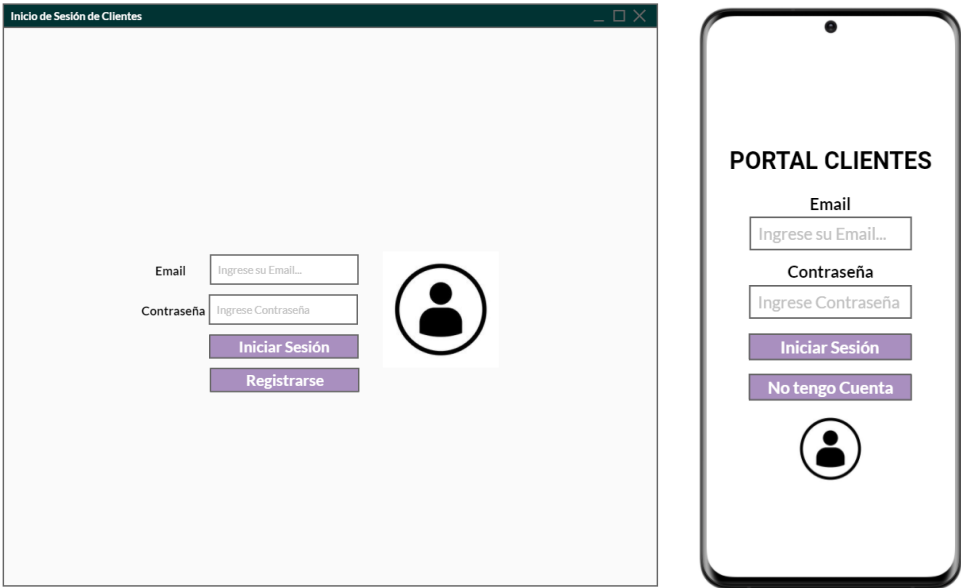 Inicio de Sesión de Clientes
Email
Ingrese su Email...
Contraseña
Ingrese Contraseña
Iniciar Sesión
Registrarse
PORTAL CLIENTES
Email
Ingrese su Email...
Contraseña
Ingrese Contraseña
Iniciar Sesión
No tengo Cuenta